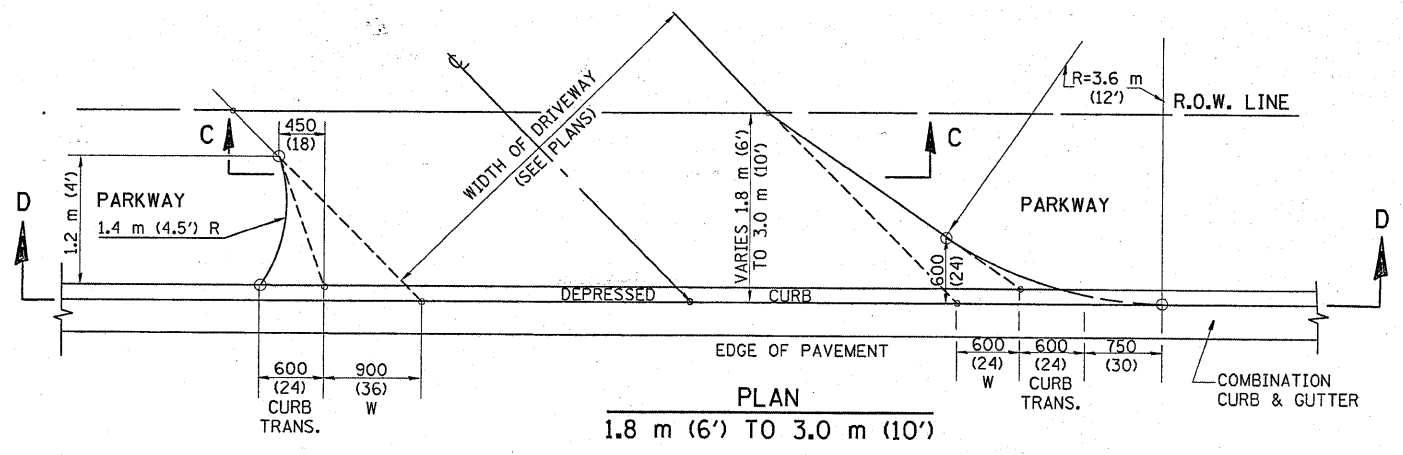 ℄
WIDTH OF DRIVEWAY
(SEE PLANS)
R=3.6 m
(12')
R.O.W. LINE
C
450
(18)
C
D
1.2 m (4')
PARKWAY
1.4 m (4.5') R
VARIES 1.8 m (6')
TO 3.0 m (10')
600
(24)
PARKWAY
D
DEPRESSED CURB
EDGE OF PAVEMENT
600
(24)
CURB
TRANS.
900
(36)
W
600
(24)
W
600
(24)
CURB
TRANS.
750
(30)
COMBINATION
CURB & GUTTER
PLAN
1.8 m (6') TO 3.0 m (10')